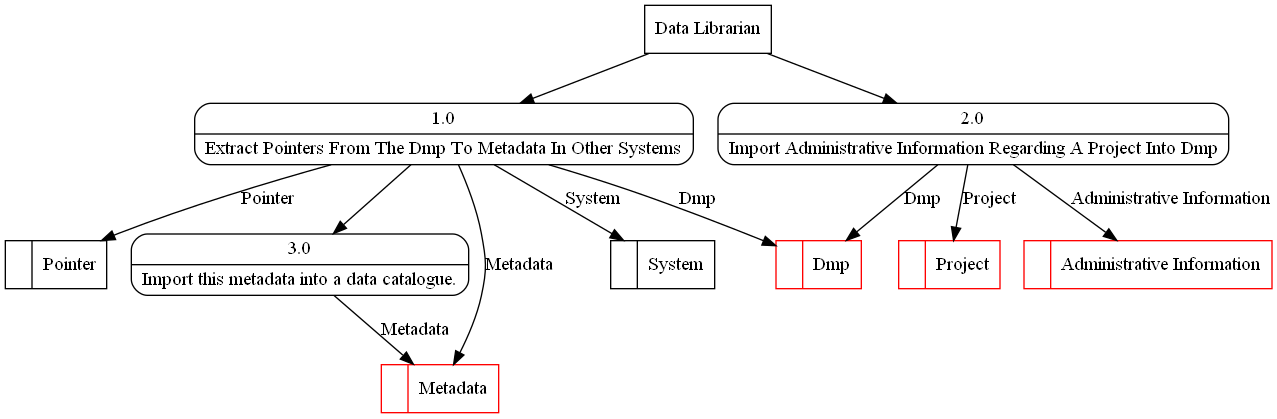 Data Librarian
1.0
Extract Pointers From The Dmp To Metadata In Other Systems
2.0
Import Administrative Information Regarding A Project Into Dmp
Pointer
System
Dmp
Dmp
Project
Administrative Information
Pointer
3.0
Import this metadata into a data catalogue.
Metadata
System
Dmp
Project
Administrative Information
Metadata
Metadata